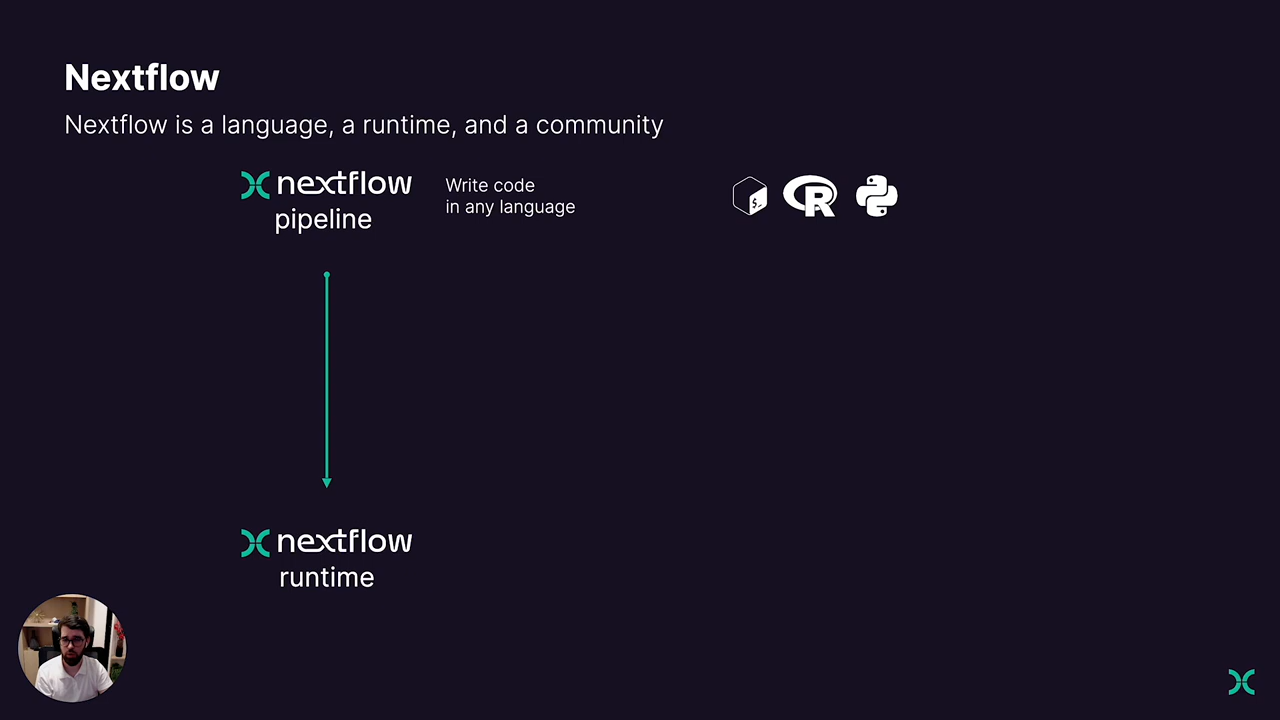 Nextflow
Nextflow is a language, a runtime, and a community
nextflow
pipeline
Write code
in any language
$_
R
nextflow
runtime